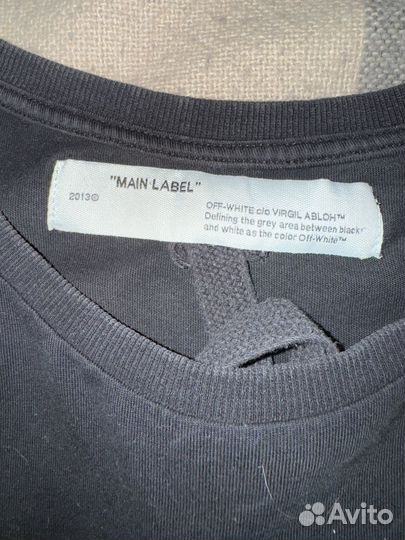 "MAIN LABEL"
2013©
OFF-WHITE c/o VIRGIL ABLOH™
Defining the grey area between black
and white as the color Off-White™
Avito